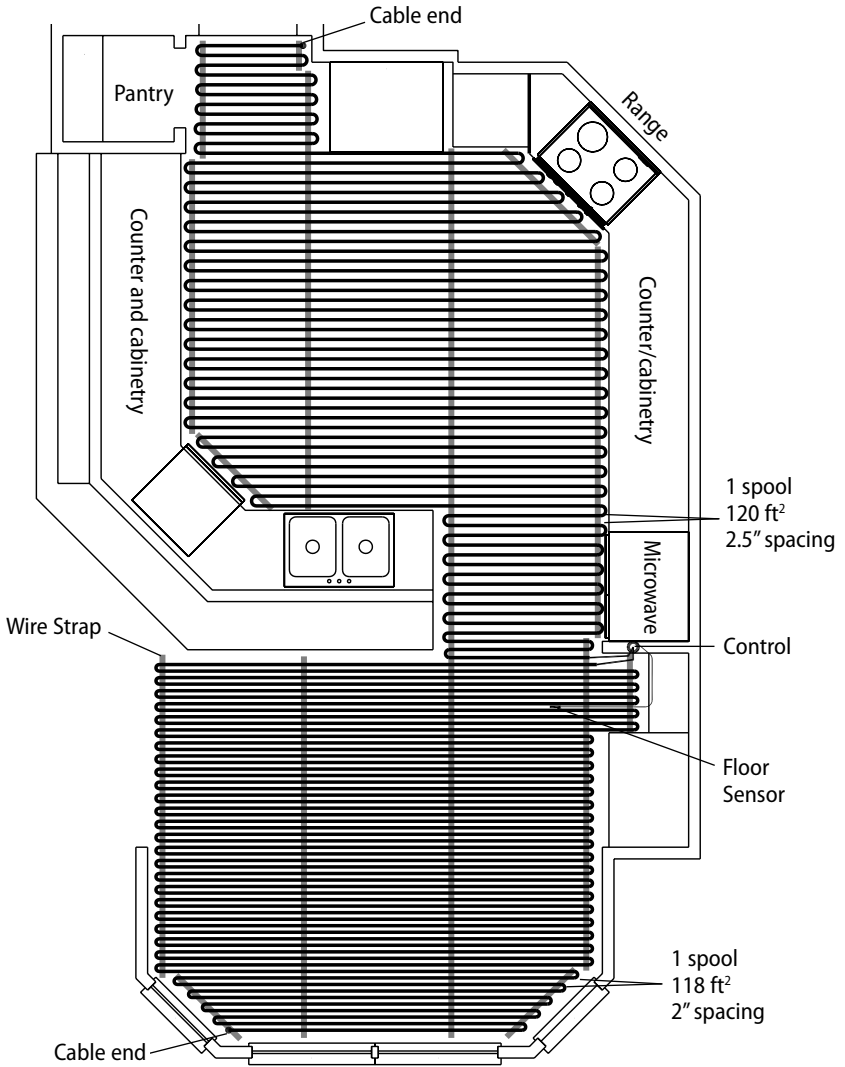 Cable end
Pantry
Range
Counter and cabinetry
Counter/cabinetry
1 spool
120 ft²
2.5” spacing
Microwave
Wire Strap
Control
Floor
Sensor
1 spool
118 ft²
2” spacing
Cable end